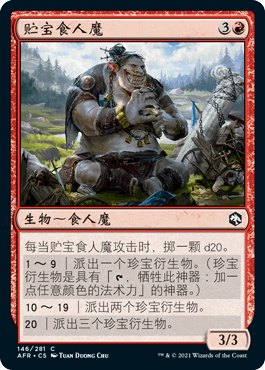 贮宝食人魔 3
生物～食人魔
每当贮宝食人魔攻击时，掷一颗 d20。
1～9 | 派出一个珍宝衍生物。（珍宝
衍生物是具有「，牺牲此神器：加一
点任意颜色的法术力」的神器。）
10～19 | 派出两个珍宝衍生物。
20 | 派出三个珍宝衍生物。
3/3
146/281 C
AFR • CS TUAN DUONG CHU
™ & © 2021 Wizards of the Coast